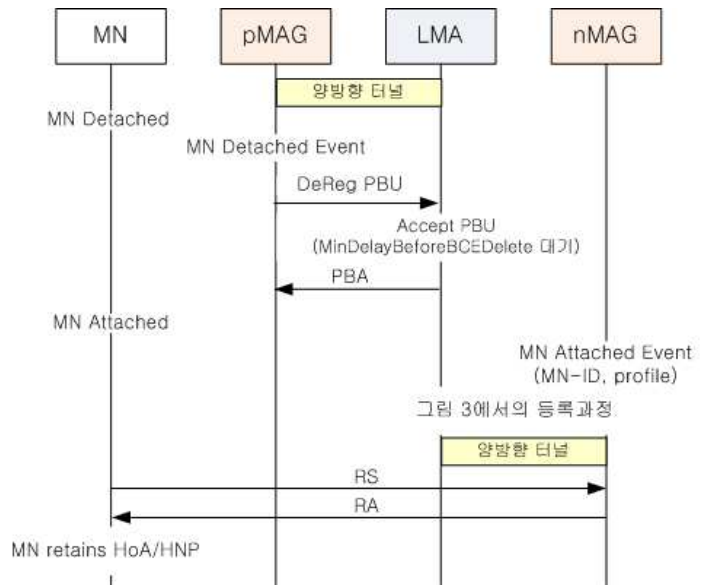 MN
pMAG
LMA
nMAG
양방향 터널
MN Detached
MN Detached Event
DeReg PBU
Accept PBU
(MinDelayBeforeBCEDelete 대기)
PBA
MN Attached
MN Attached Event
(MN-ID, profile)
그림 3에서의 등록과정
양방향 터널
RS
RA
MN retains HoA/HNP